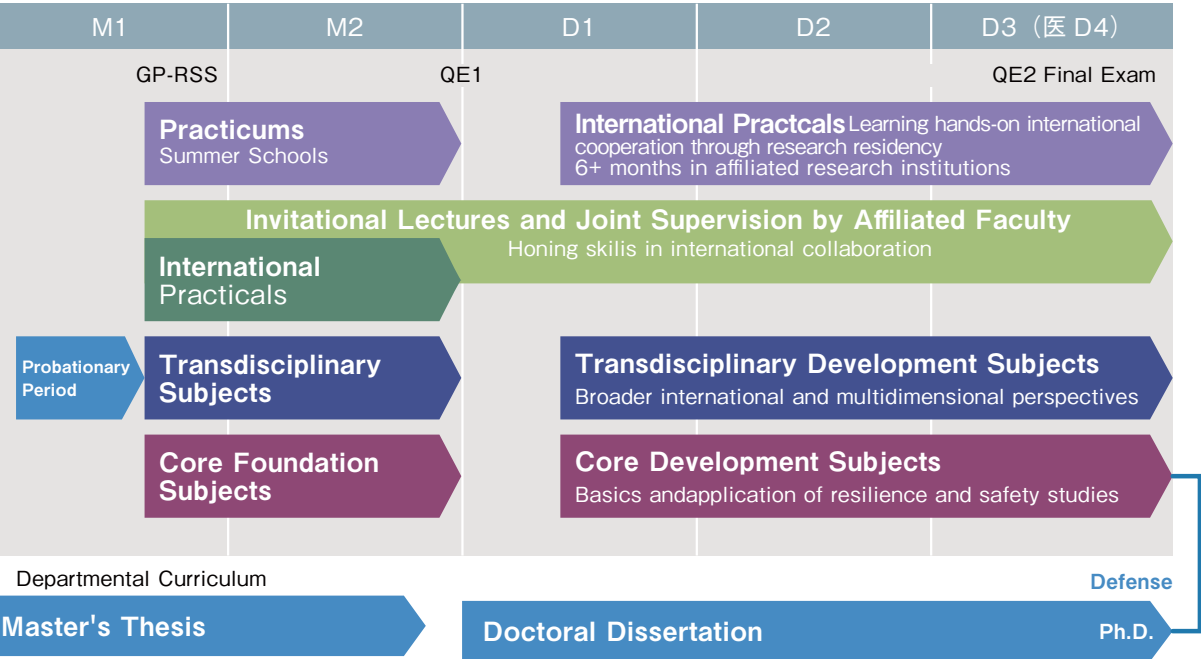 M1 M2 D1 D2 D3（医 D4）
GP-RSS QE1 QE2 Final Exam
Practicums
Summer Schools
International Practcals Learning hands-on international
cooperation through research residency
6+ months in affiliated research institutions
Invitational Lectures and Joint Supervision by Affiliated Faculty
Honing skilis in international collaboration
International
Practicals
Probationary
Period
Transdisciplinary
Subjects
Transdisciplinary Development Subjects
Broader international and multidimensional perspectives
Core Foundation
Subjects
Core Development Subjects
Basics andapplication of resilience and safety studies
Departmental Curriculum
Defense
Master's Thesis
Doctoral Dissertation
Ph.D.